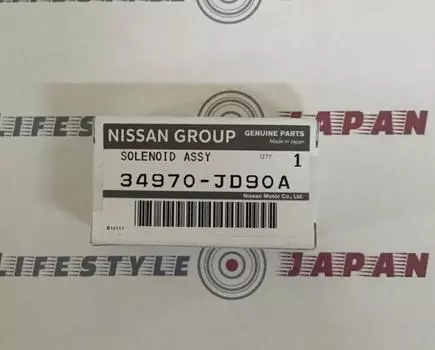 LIFESTYLE JAPAN
NISSAN GROUP
GENUINE PARTS
Made in Japan
SOLENOID ASSY
QTY
1
34970-JD90A
Nissan Motor Co., Ltd.
LIFESTYLE JAPAN